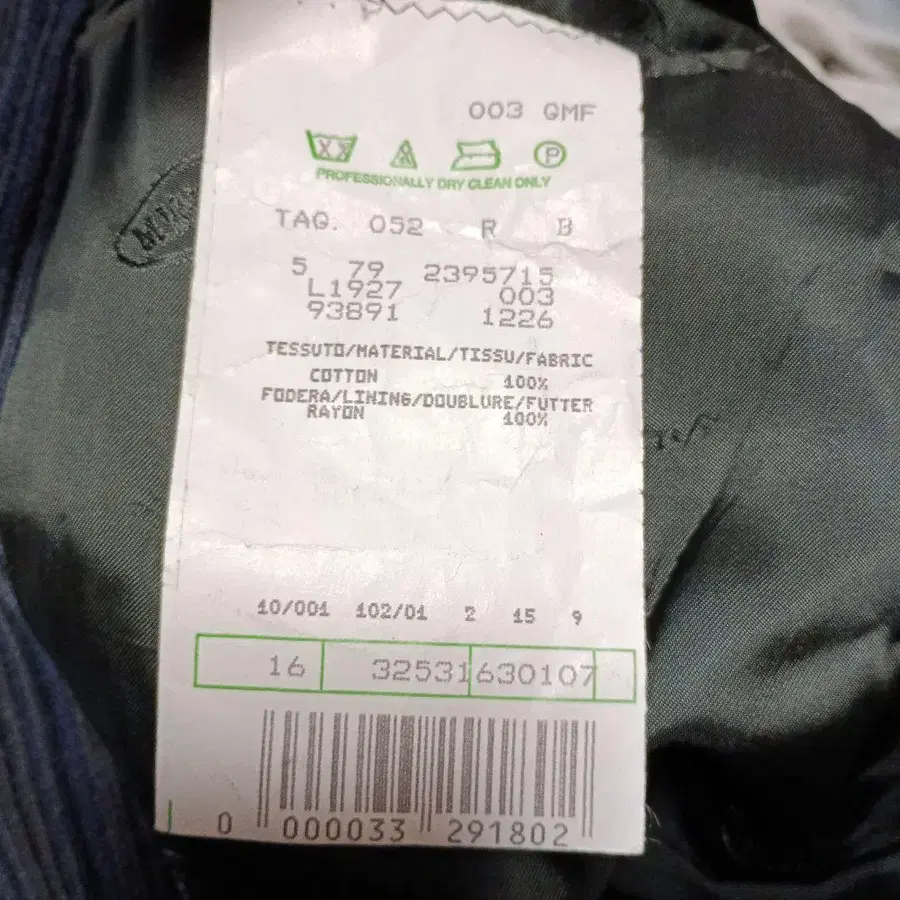 003 GMF
P
PROFESSIONALLY DRY CLEAN ONLY
TAG. 052 R B
5 79 2395715
L1927 003
93891 1226
TESSUTO/MATERIAL/TISSU/FABRIC
COTTON 100%
FODERA/LINING/DOUBLURE/FUTTER
RAYON 100%
10/001 102/01 2 15 9
16 32531630107
0 000033 291802